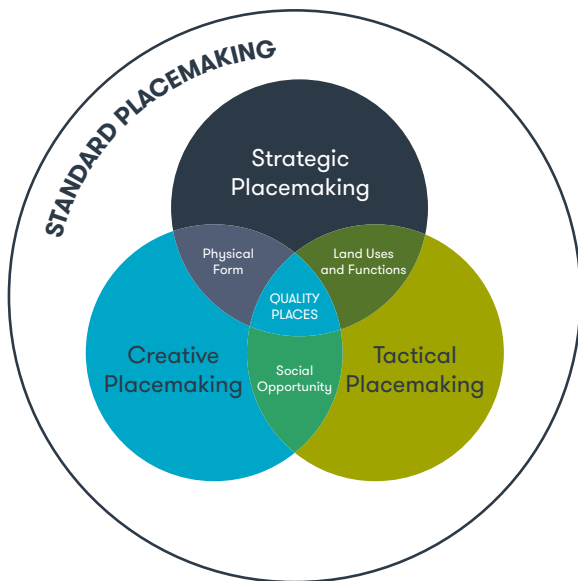 STANDARD PLACEMAKING
Strategic
Placemaking
Physical
Form
Land Uses
and Functions
QUALITY
PLACES
Creative
Placemaking
Social
Opportunity
Tactical
Placemaking